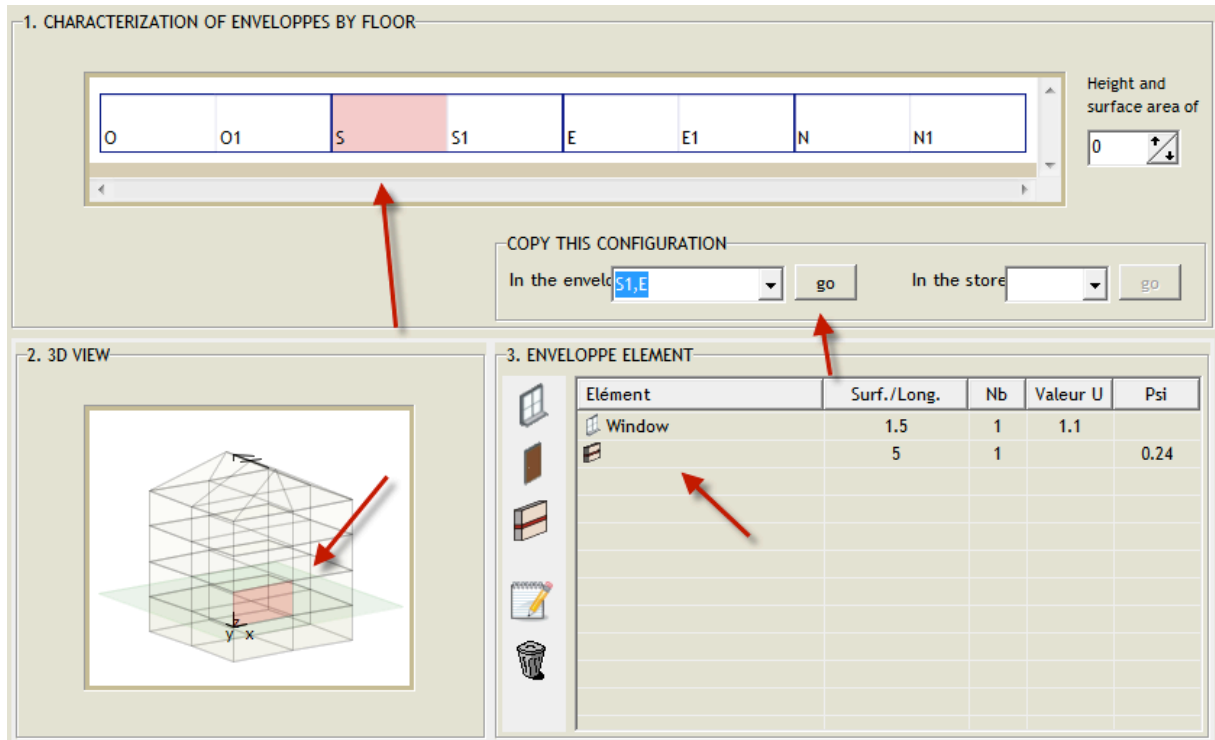 1. CHARACTERIZATION OF ENVELOPPES BY FLOOR
Height and
surface area of
O O1 S S1 E E1 N N1
0
COPY THIS CONFIGURATION
In the envelo S1,E go In the store go
2. 3D VIEW
y x
3. ENVELOPPE ELEMENT
Elément Surf./Long. Nb Valeur U Psi
Window 1.5 1 1.1
5 1 0.24